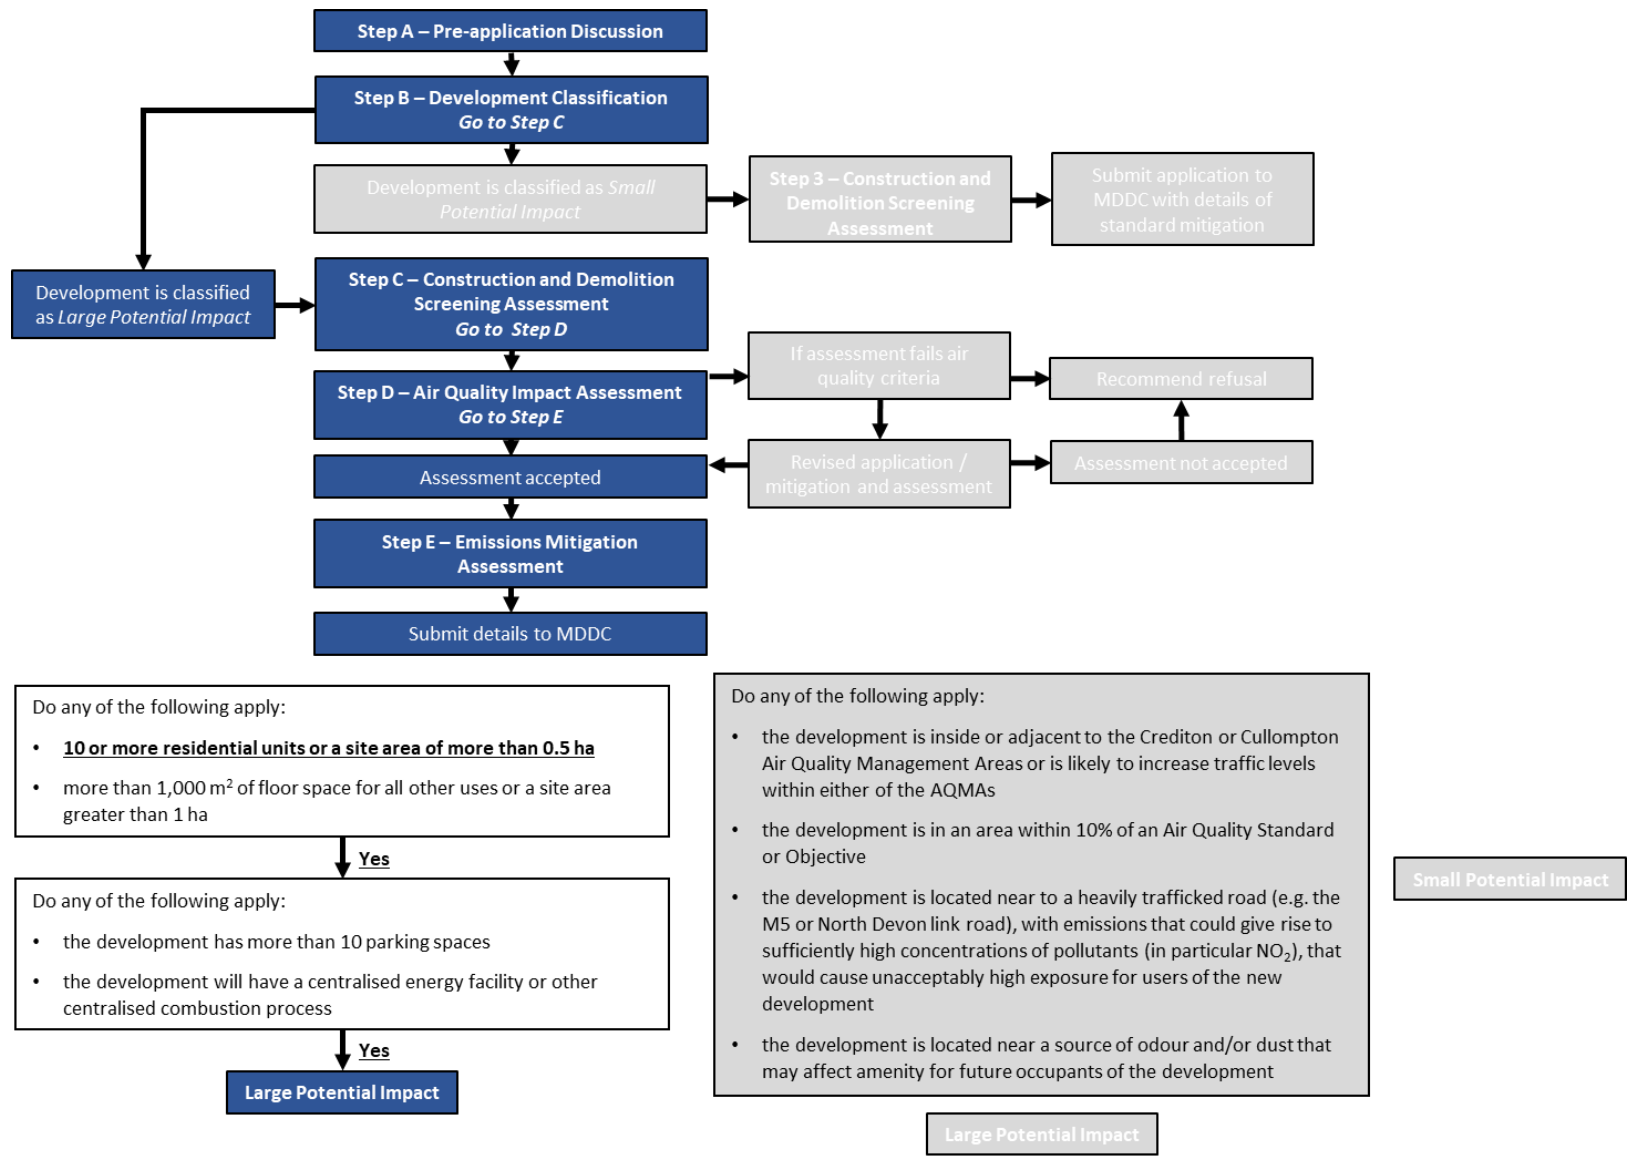 Step A – Pre-application Discussion
Step B – Development Classification
Go to Step C
Development is classified as Small
Potential Impact
Step 3 – Construction and
Demolition Screening
Assessment
Submit application to
MDDC with details of
standard mitigation
Development is classified
as Large Potential Impact
Step C – Construction and Demolition
Screening Assessment
Go to Step D
If assessment fails air
quality criteria
Recommend refusal
Step D – Air Quality Impact Assessment
Go to Step E
Revised application /
mitigation and assessment
Assessment not accepted
Assessment accepted
Step E – Emissions Mitigation
Assessment
Submit details to MDDC
Do any of the following apply:
• 10 or more residential units or a site area of more than 0.5 ha
• more than 1,000 m² of floor space for all other uses or a site area
greater than 1 ha
Yes
Do any of the following apply:
• the development has more than 10 parking spaces
• the development will have a centralised energy facility or other
centralised combustion process
Yes
Large Potential Impact
Do any of the following apply:
• the development is inside or adjacent to the Crediton or Cullompton
Air Quality Management Areas or is likely to increase traffic levels
within either of the AQMAs
• the development is in an area within 10% of an Air Quality Standard
or Objective
• the development is located near to a heavily trafficked road (e.g. the
M5 or North Devon link road), with emissions that could give rise to
sufficiently high concentrations of pollutants (in particular NO₂), that
would cause unacceptably high exposure for users of the new
development
• the development is located near a source of odour and/or dust that
may affect amenity for future occupants of the development
Small Potential Impact
Large Potential Impact